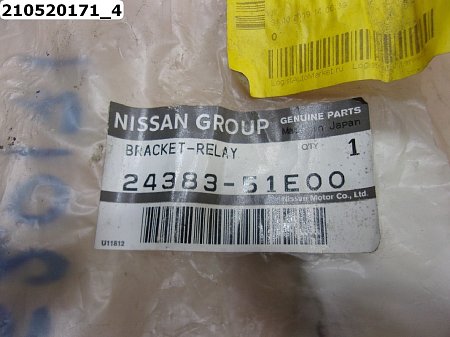 210520171_4
0
NISSAN GROUP GENUINE PARTS
Made in Japan
BRACKET-RELAY QTY 1
24383-51E00
Nissan Motor Co., Ltd.
U11812